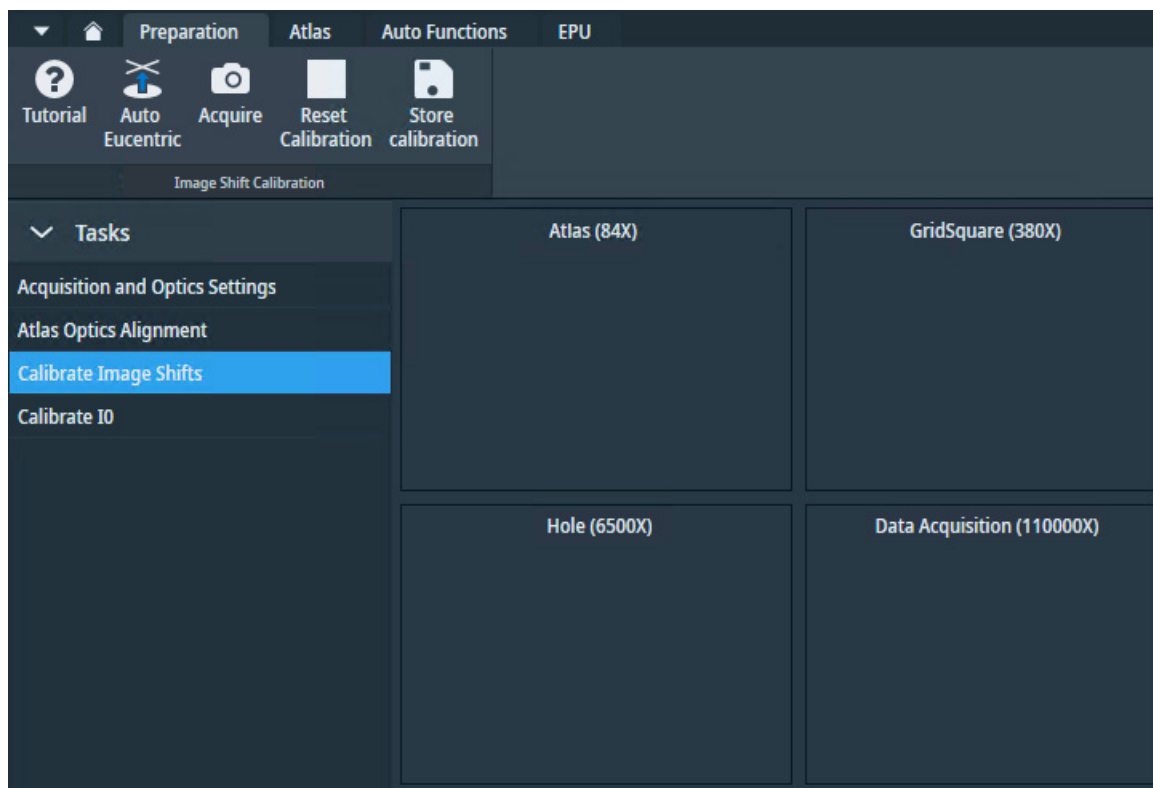 Preparation
Atlas
Auto Functions
EPU
Tutorial
Auto
Eucentric
Acquire
Reset
Calibration
Store
calibration
Image Shift Calibration
Tasks
Acquisition and Optics Settings
Atlas Optics Alignment
Calibrate Image Shifts
Calibrate I0
Atlas (84X)
GridSquare (380X)
Hole (6500X)
Data Acquisition (110000X)